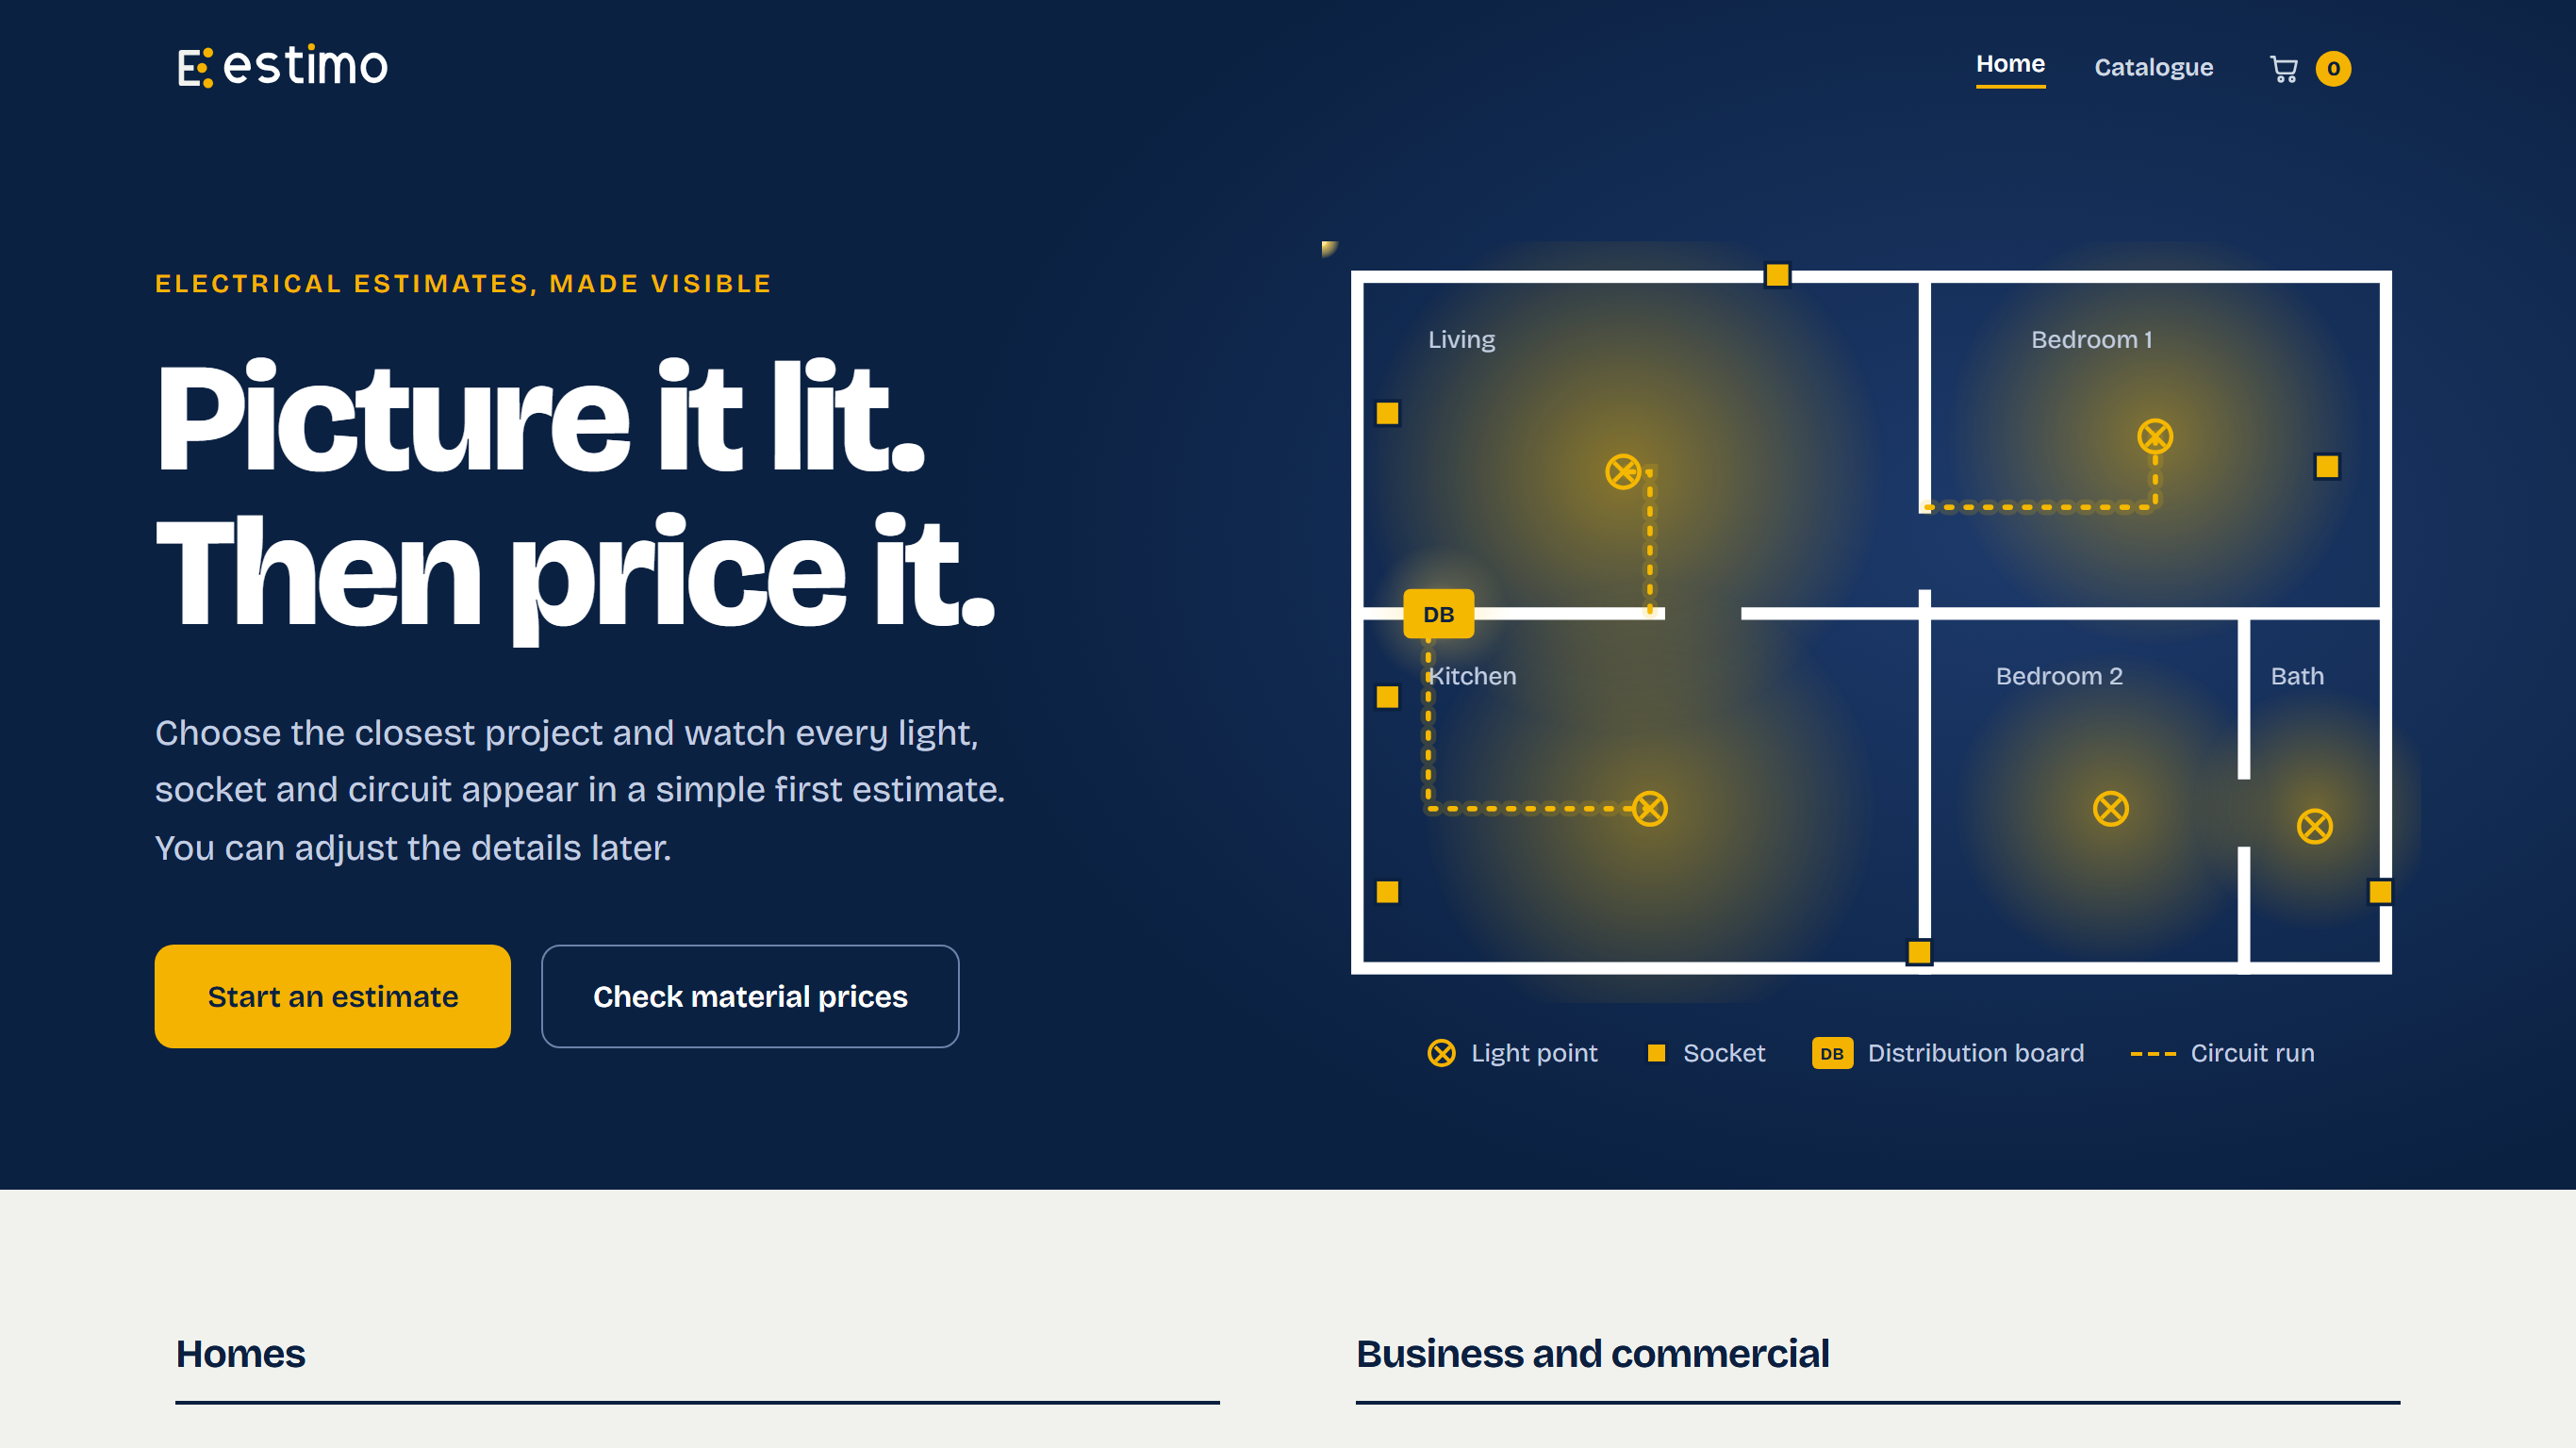 E estimo
Home
Catalogue
0
ELECTRICAL ESTIMATES, MADE VISIBLE
Picture it lit.
Then price it.
Choose the closest project and watch every light,
socket and circuit appear in a simple first estimate.
You can adjust the details later.
Start an estimate
Check material prices
Living
Bedroom 1
DB
Kitchen
Bedroom 2
Bath
Light point
Socket
DB
Distribution board
Circuit run
Homes
Business and commercial